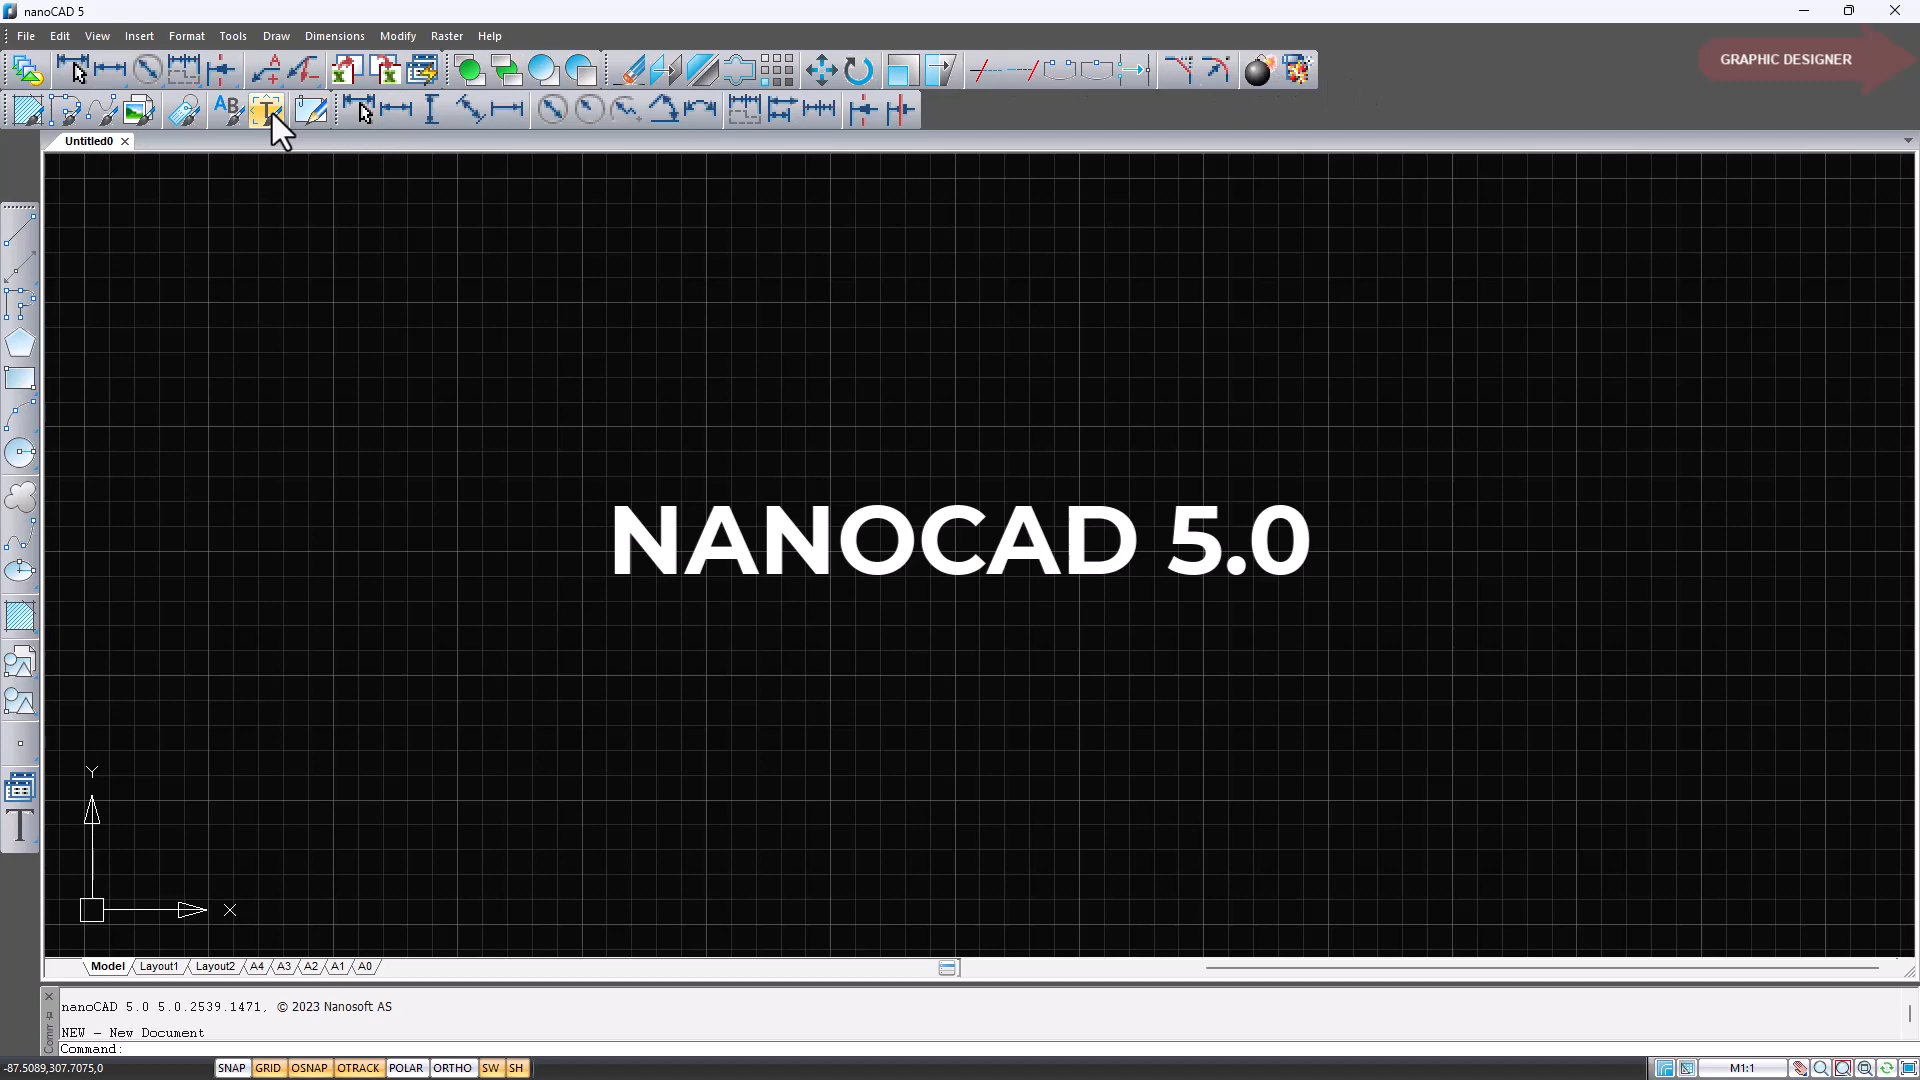 nanoCAD 5
File Edit View Insert Format Tools Draw Dimensions Modify Raster Help
GRAPHIC DESIGNER
A
AB T
Untitled0
NANOCAD 5.0
Y
X
T
Model Layout1 Layout2 A4 A3 A2 A1 A0
nanoCAD 5.0 5.0.2539.1471, © 2023 Nanosoft AS
NEW - New Document
Comm
Command:
-87.5089,307.7075,0 SNAP GRID OSNAP OTRACK POLAR ORTHO SW SH M1:1